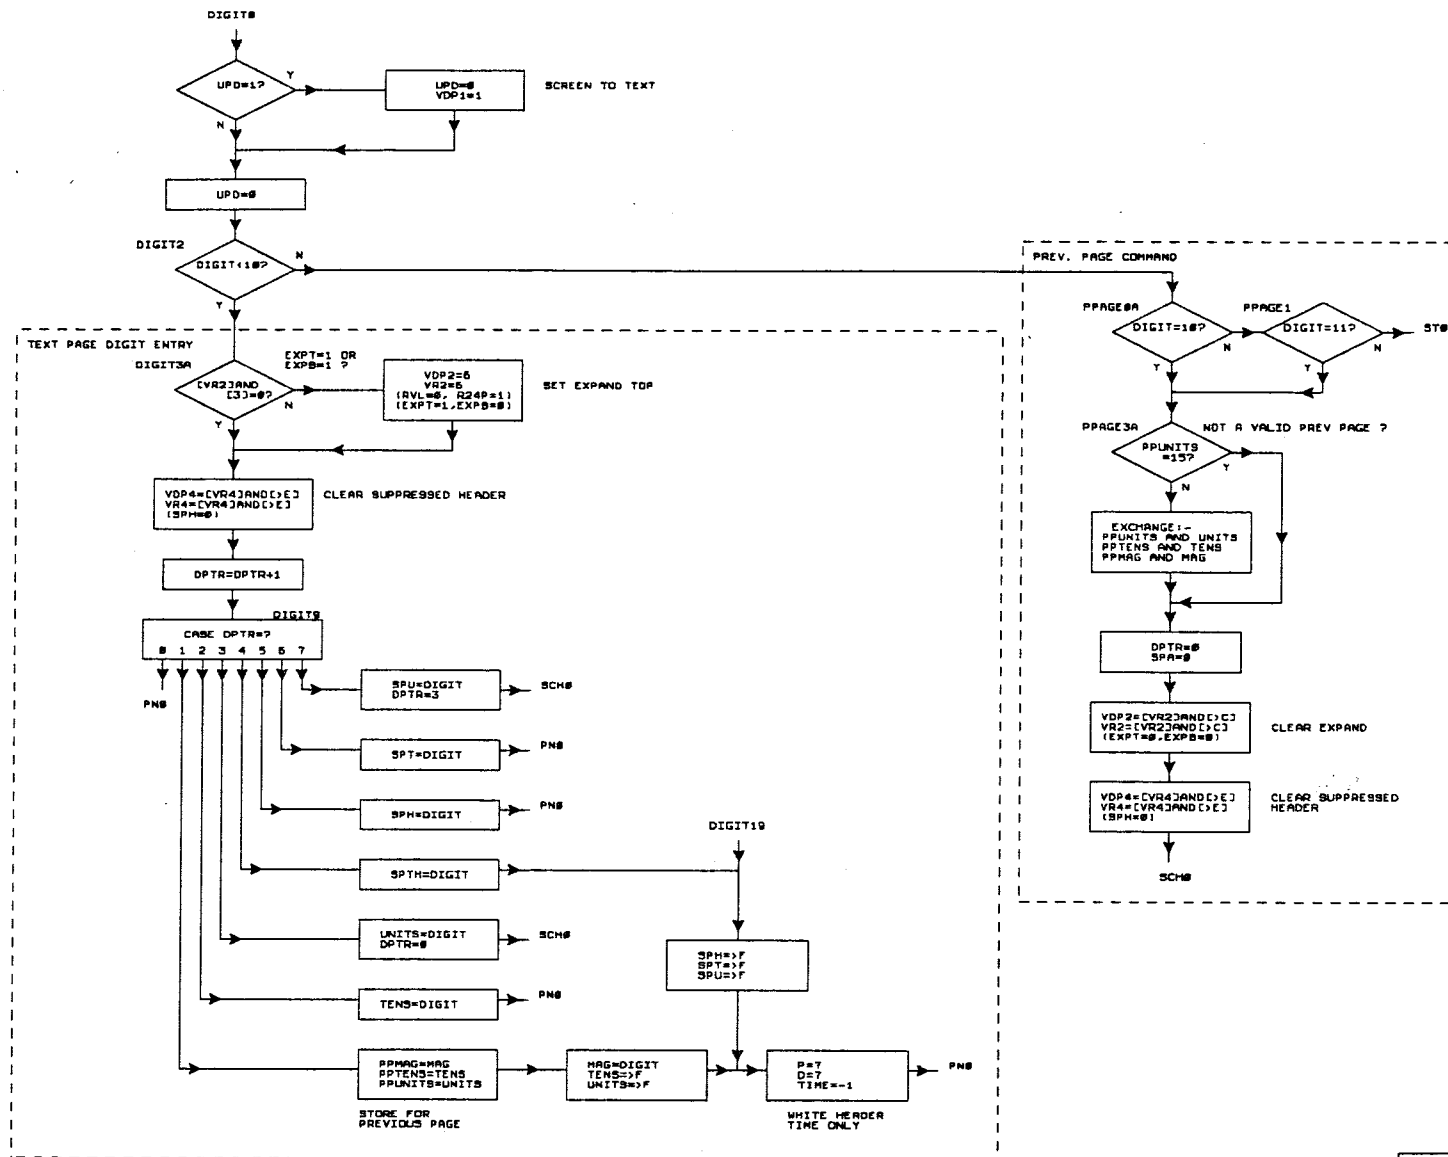 DIGIT0
UPD=1?
Y
N
UPD=0
VDP1=1
SCREEN TO TEXT
UPD=0
DIGIT2
DIGIT<10?
N
Y
TEXT PAGE DIGIT ENTRY
DIGIT3A
[VR2]AND
[3]=0?
EXPT=1 OR
EXPB=1 ?
N
Y
VDP2=6
VR2=6
(RVL=0, R24P=1)
(EXPT=1,EXPB=0)
SET EXPAND TOP
VDP4=[VR4]AND[>E]
VR4=[VR4]AND[>E]
(SPH=0)
CLEAR SUPPRESSED HEADER
DPTR=DPTR+1
DIGIT9
CASE DPTR=?
0 1 2 3 4 5 6 7
PN0
SPU=DIGIT
DPTR=3
SCH0
SPT=DIGIT
PN0
SPH=DIGIT
PN0
SPTH=DIGIT
DIGIT19
UNITS=DIGIT
DPTR=0
SCH0
SPH=>F
SPT=>F
SPU=>F
TENS=DIGIT
PN0
PPMAG=MAG
PPTENS=TENS
PPUNITS=UNITS
STORE FOR
PREVIOUS PAGE
MAG=DIGIT
TENS=>F
UNITS=>F
P=7
D=7
TIME=-1
PN0
WHITE HEADER
TIME ONLY
PREV. PAGE COMMAND
PPAGE0A
DIGIT=10?
N
Y
PPAGE1
DIGIT=11?
N
Y
ST0
PPAGE3A
NOT A VALID PREV PAGE ?
PPUNITS
=15?
Y
N
EXCHANGE:-
PPUNITS AND UNITS
PPTENS AND TENS
PPMAG AND MAG
DPTR=0
SPA=0
VDP2=[VR2]AND[>C]
VR2=[VR2]AND[>C]
(EXPT=0,EXPB=0)
CLEAR EXPAND
VDP4=[VR4]AND[>E]
VR4=[VR4]AND[>E]
(SPH=0)
CLEAR SUPPRESSED
HEADER
SCH0